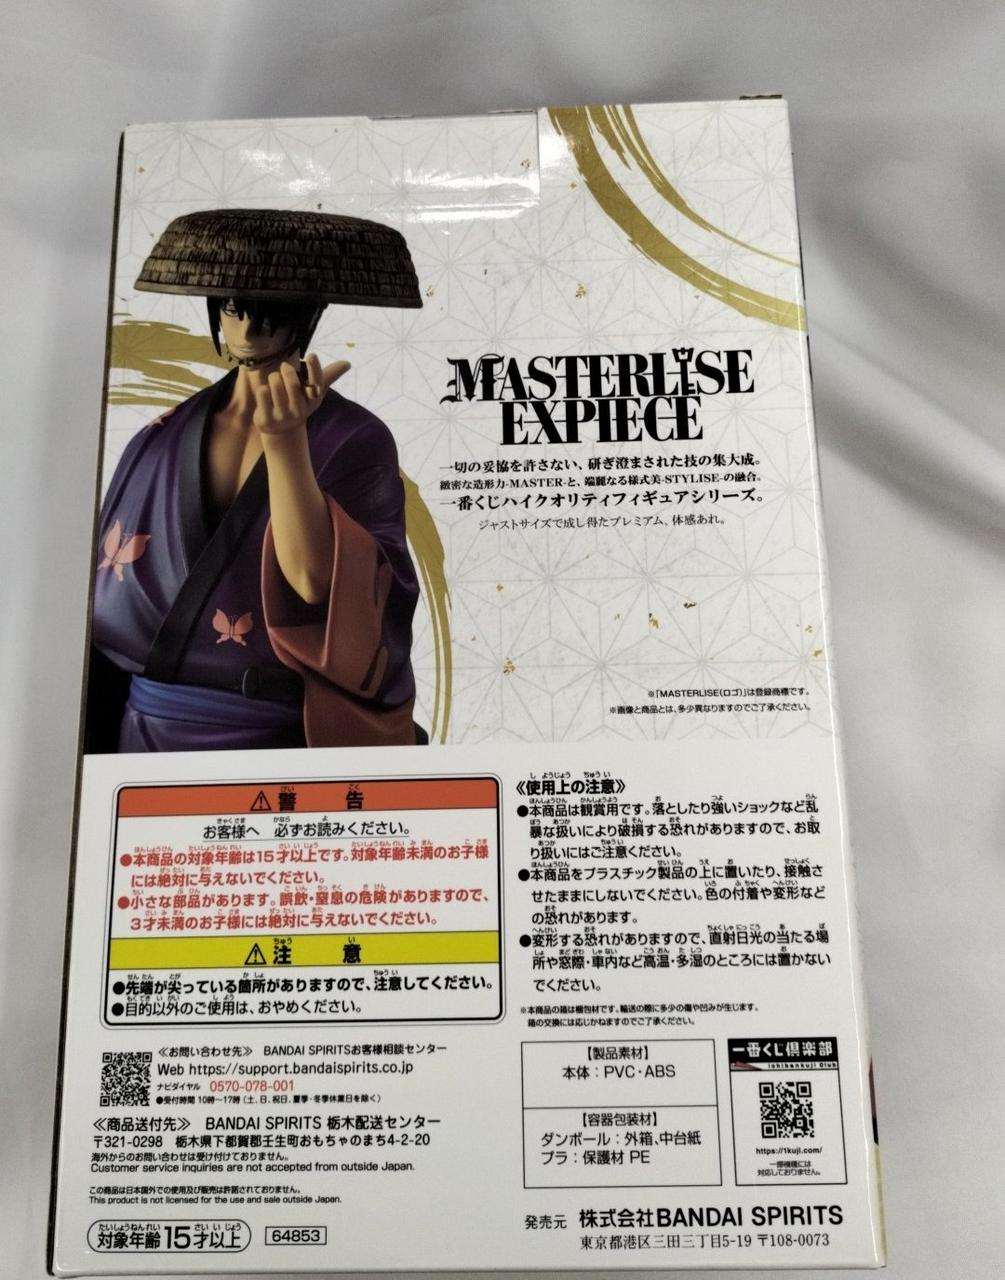 MASTERLISE
EXPIECE
一切の妥協を許さない、研ぎ澄まされた技の集大成。
緻密な造形力-MASTER-と、端麗なる様式美-STYLISE-の融合。
一番くじハイクオリティフィギュアシリーズ。
ジャストサイズで成し得たプレミアム、体感あれ。
※「MASTERLISE(ロゴ)」は登録商標です。
※画像と商品とは、多少異なりますのでご了承ください。
⚠警告
お客様へ 必ずお読みください。
●本商品の対象年齢は15才以上です。対象年齢未満のお子様
には絶対に与えないでください。
●小さな部品があります。誤飲・窒息の危険がありますので、
3才未満のお子様には絶対に与えないでください。
⚠注意
●先端が尖っている箇所がありますので、注意してください。
●目的以外のご使用は、おやめください。
《使用上の注意》
●本商品は観賞用です。落としたり強いショックなど乱
暴な扱いにより破損する恐れがありますので、お取
り扱いにはご注意ください。
●本商品をプラスチック製品の上に置いたり、接触さ
せたままにしないでください。色の付着や変形など
の恐れがあります。
●変形する恐れがありますので、直射日光の当たる場
所や窓際・車内など高温・多湿のところには置かない
でください。
※本商品の箱は梱包材です。輸送の際に多少の傷や凹みが生じます。
箱の交換には応じかねますのでご了承ください。
《お問い合わせ先》 BANDAI SPIRITSお客様相談センター
Web https://support.bandaispirits.co.jp
ナビダイヤル 0570-078-001
●受付時間 10時〜17時(土、日、祝日、夏季・冬季休業日を除く)
《商品送付先》 BANDAI SPIRITS 栃木配送センター
〒321-0298 栃木県下都賀郡壬生町おもちゃのまち4-2-20
海外からのお問い合わせは受け付けておりません。
Customer service inquiries are not accepted from outside Japan.
この商品は日本国外での使用及び販売は許諾されておりません。
This product is not licensed for the use and sale outside Japan.
対象年齢15才以上
64853
【製品素材】
本体：PVC・ABS
【容器包装材】
ダンボール：外箱、中台紙
プラ：保護材 PE
一番くじ倶楽部
ichibankuji Club
https://1kuji.com/
一部機種には
対応しておりません。
発売元 株式会社BANDAI SPIRITS
東京都港区三田三丁目5-19 〒108-0073